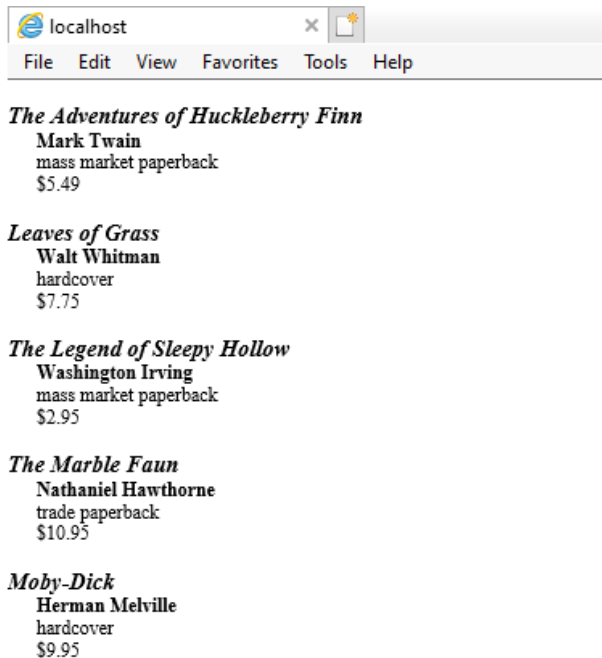 localhost
File Edit View Favorites Tools Help
The Adventures of Huckleberry Finn
Mark Twain
mass market paperback
$5.49
Leaves of Grass
Walt Whitman
hardcover
$7.75
The Legend of Sleepy Hollow
Washington Irving
mass market paperback
$2.95
The Marble Faun
Nathaniel Hawthorne
trade paperback
$10.95
Moby-Dick
Herman Melville
hardcover
$9.95